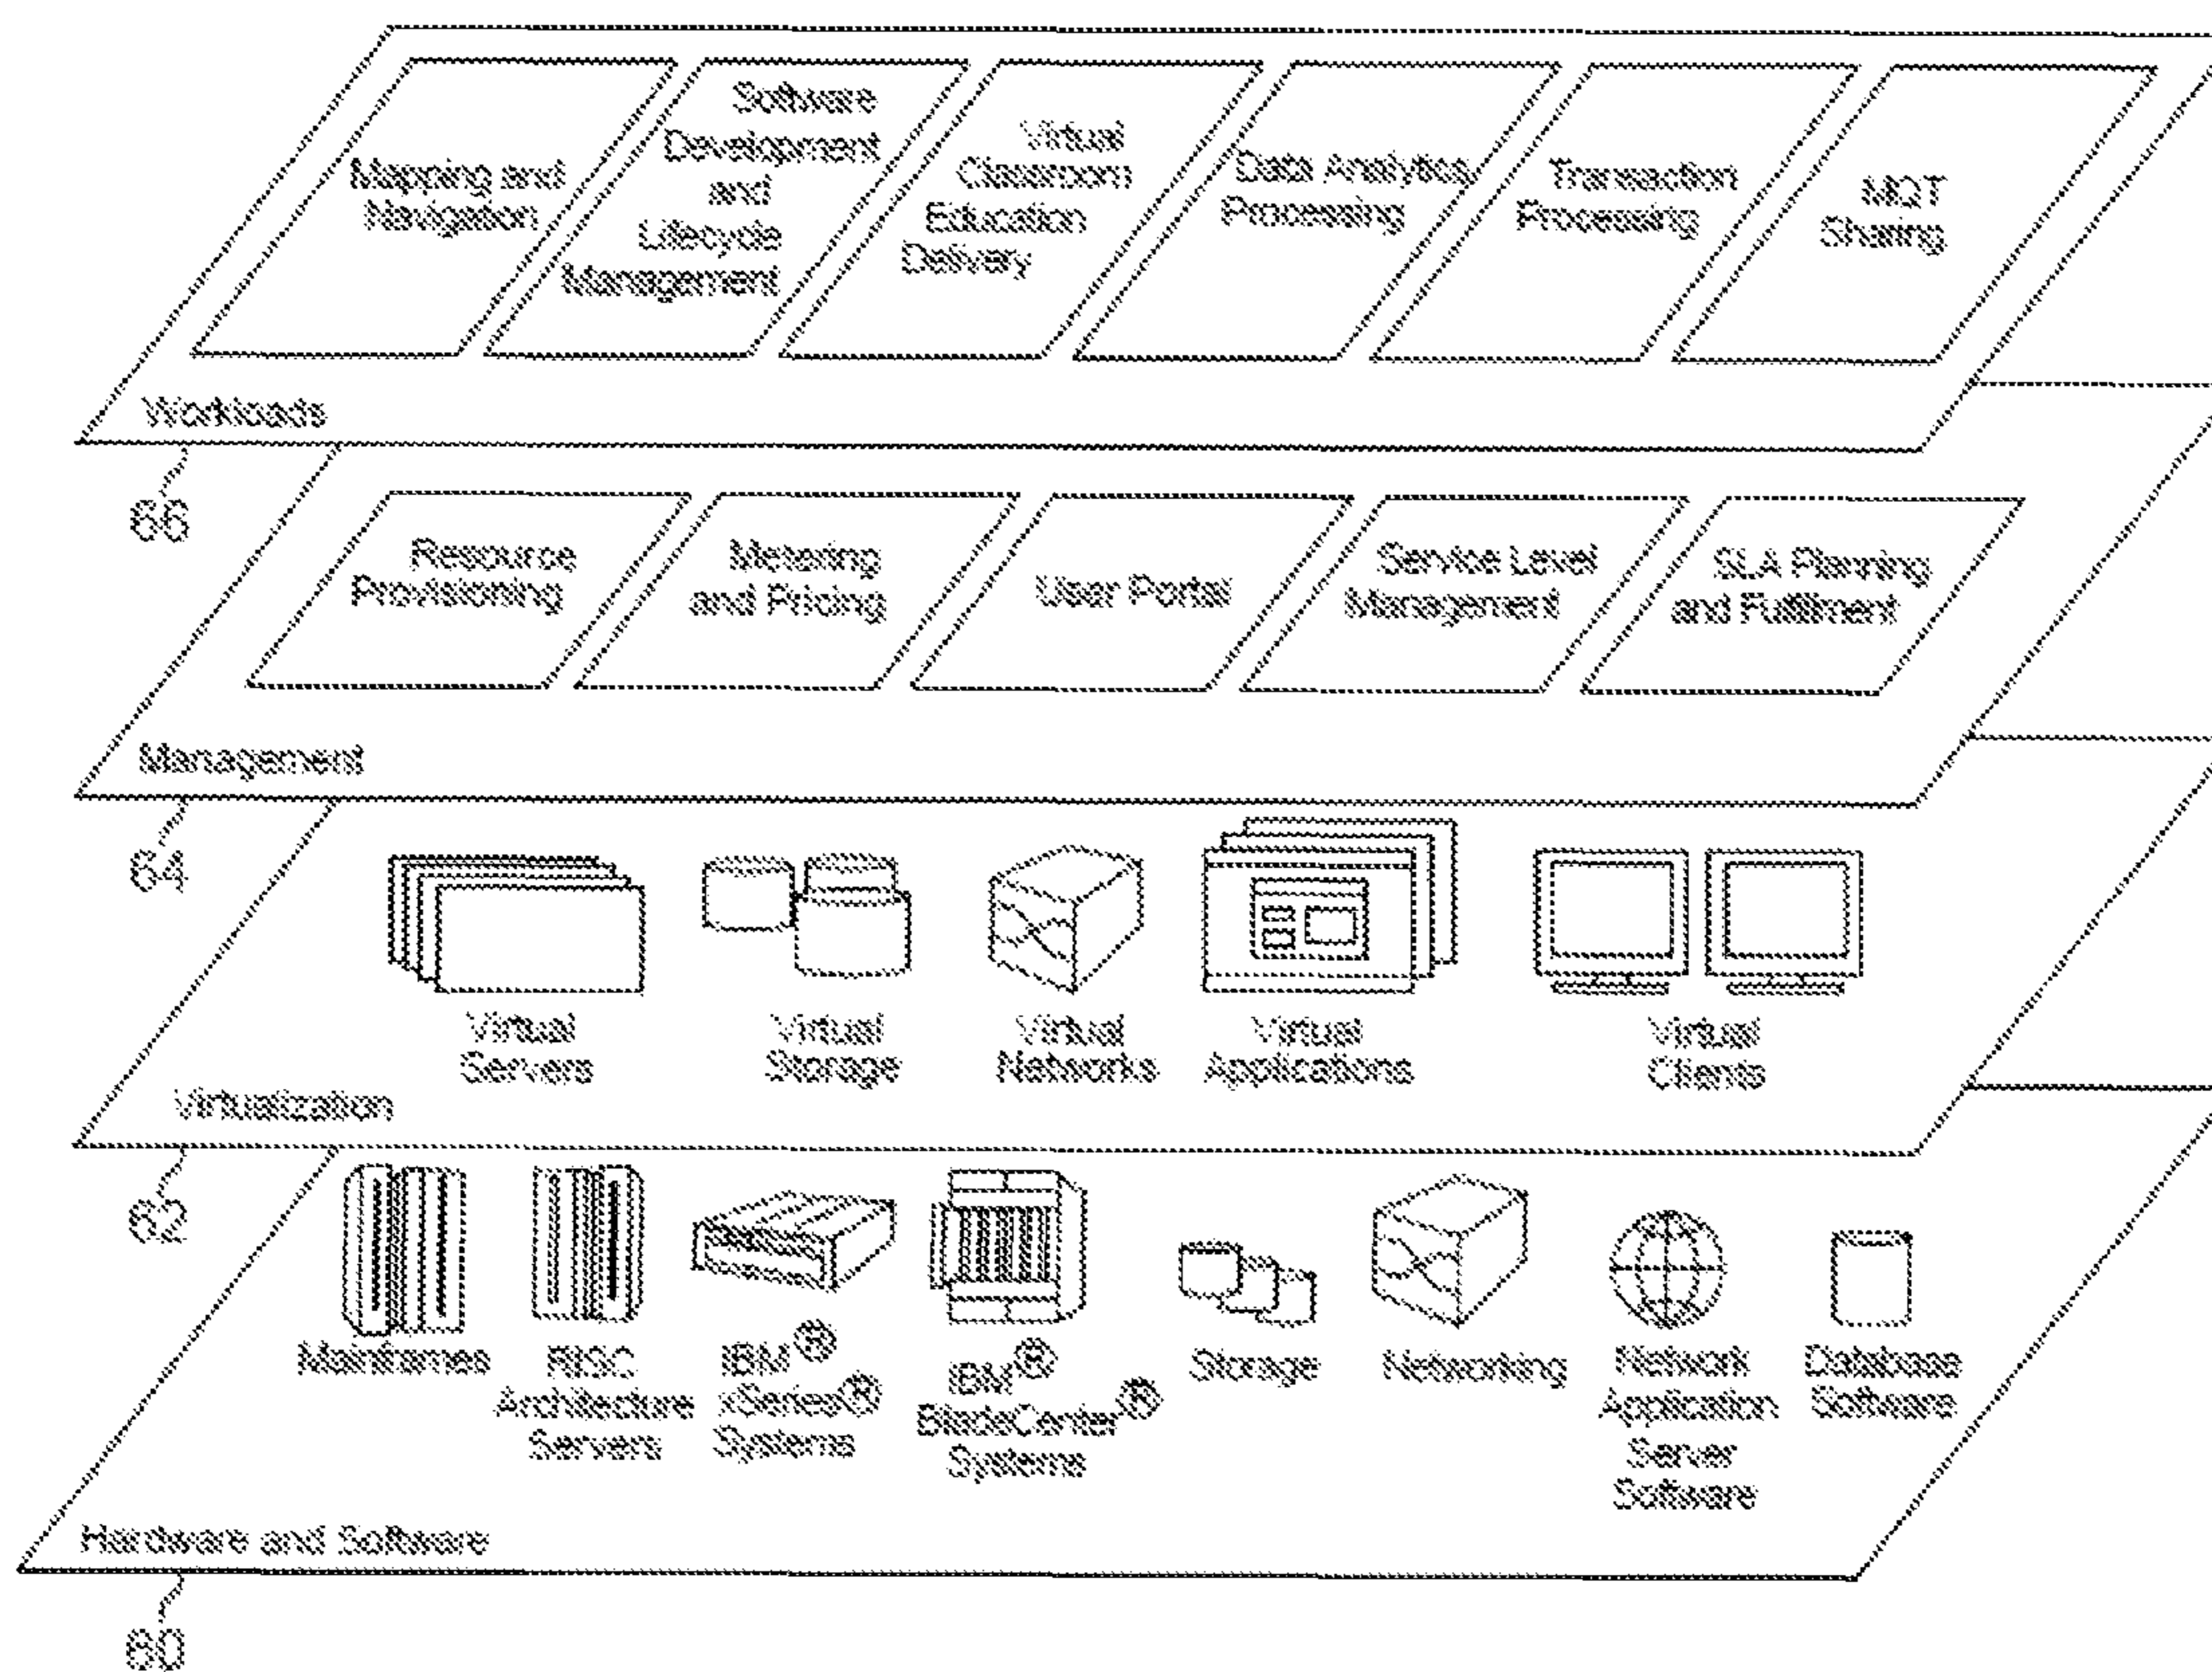 Mapping and
Navigation
Software
Development
and
Lifecycle
Management
Virtual
Classroom
Education
Delivery
Data Analytics
Processing
Transaction
Processing
MQT
Sharing
Workloads
66
Resource
Provisioning
Metering
and Pricing
User Portal
Service Level
Management
SLA Planning
and Fulfillment
Management
64
Virtual
Servers
Virtual
Storage
Virtual
Networks
Virtual
Applications
Virtual
Clients
Virtualization
62
Mainframes
RISC
Architecture
Servers
IBM®
xSeries®
Systems
IBM®
BladeCenter®
Systems
Storage
Networking
Network
Application
Server
Software
Database
Software
Hardware and Software
60